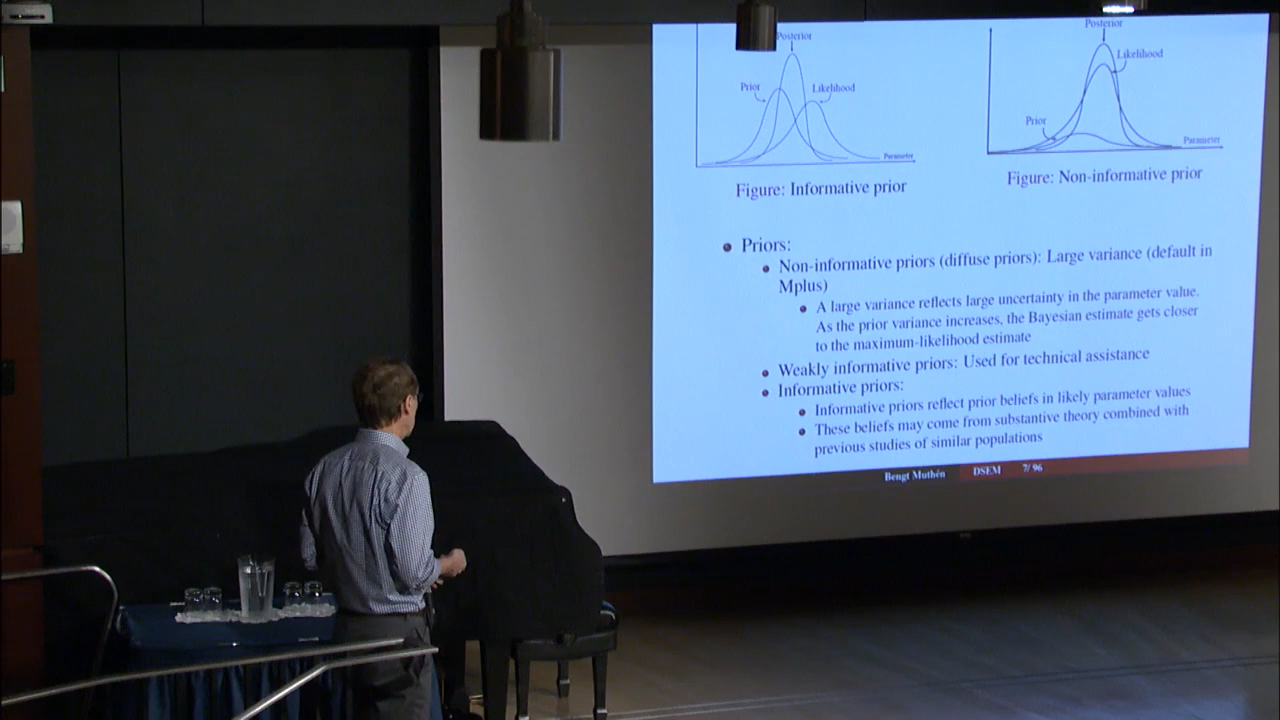 Posterior
Prior
Likelihood
Parameter
Figure: Informative prior
Posterior
Likelihood
Prior
Parameter
Figure: Non-informative prior
Priors:
Non-informative priors (diffuse priors): Large variance (default in
Mplus)
A large variance reflects large uncertainty in the parameter value.
As the prior variance increases, the Bayesian estimate gets closer
to the maximum-likelihood estimate
Weakly informative priors: Used for technical assistance
Informative priors:
Informative priors reflect prior beliefs in likely parameter values
These beliefs may come from substantive theory combined with
previous studies of similar populations
Bengt Muthén DSEM 7/ 96